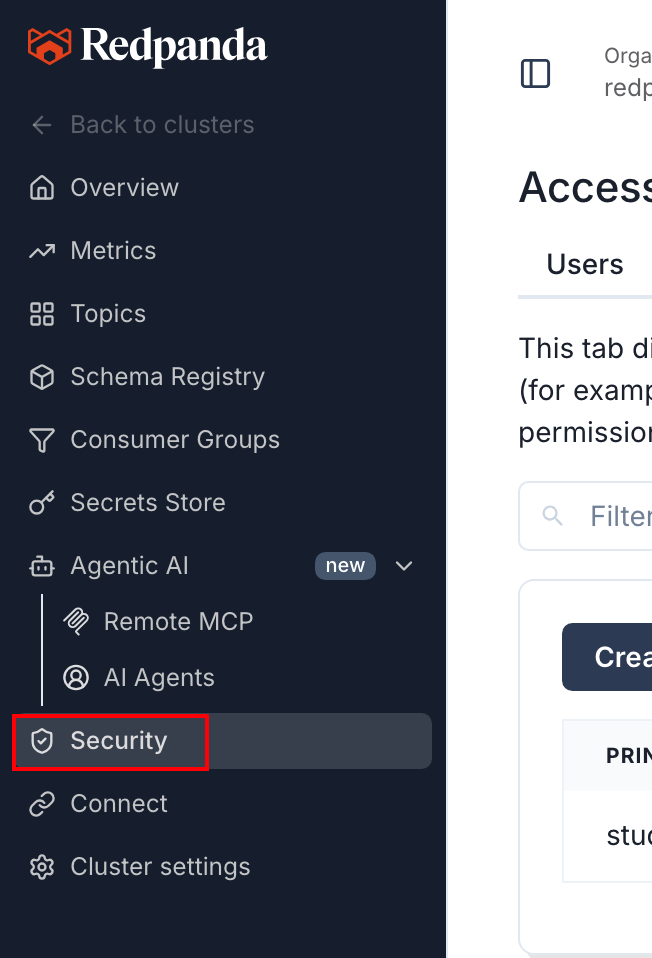 Redpanda
Back to clusters
Overview
Metrics
Topics
Schema Registry
Consumer Groups
Secrets Store
Agentic AI new
Remote MCP
AI Agents
Security
Connect
Cluster settings
Orga
redp
Access
Users
This tab di
(for examp
permission
Filter
Crea
PRIN
stud